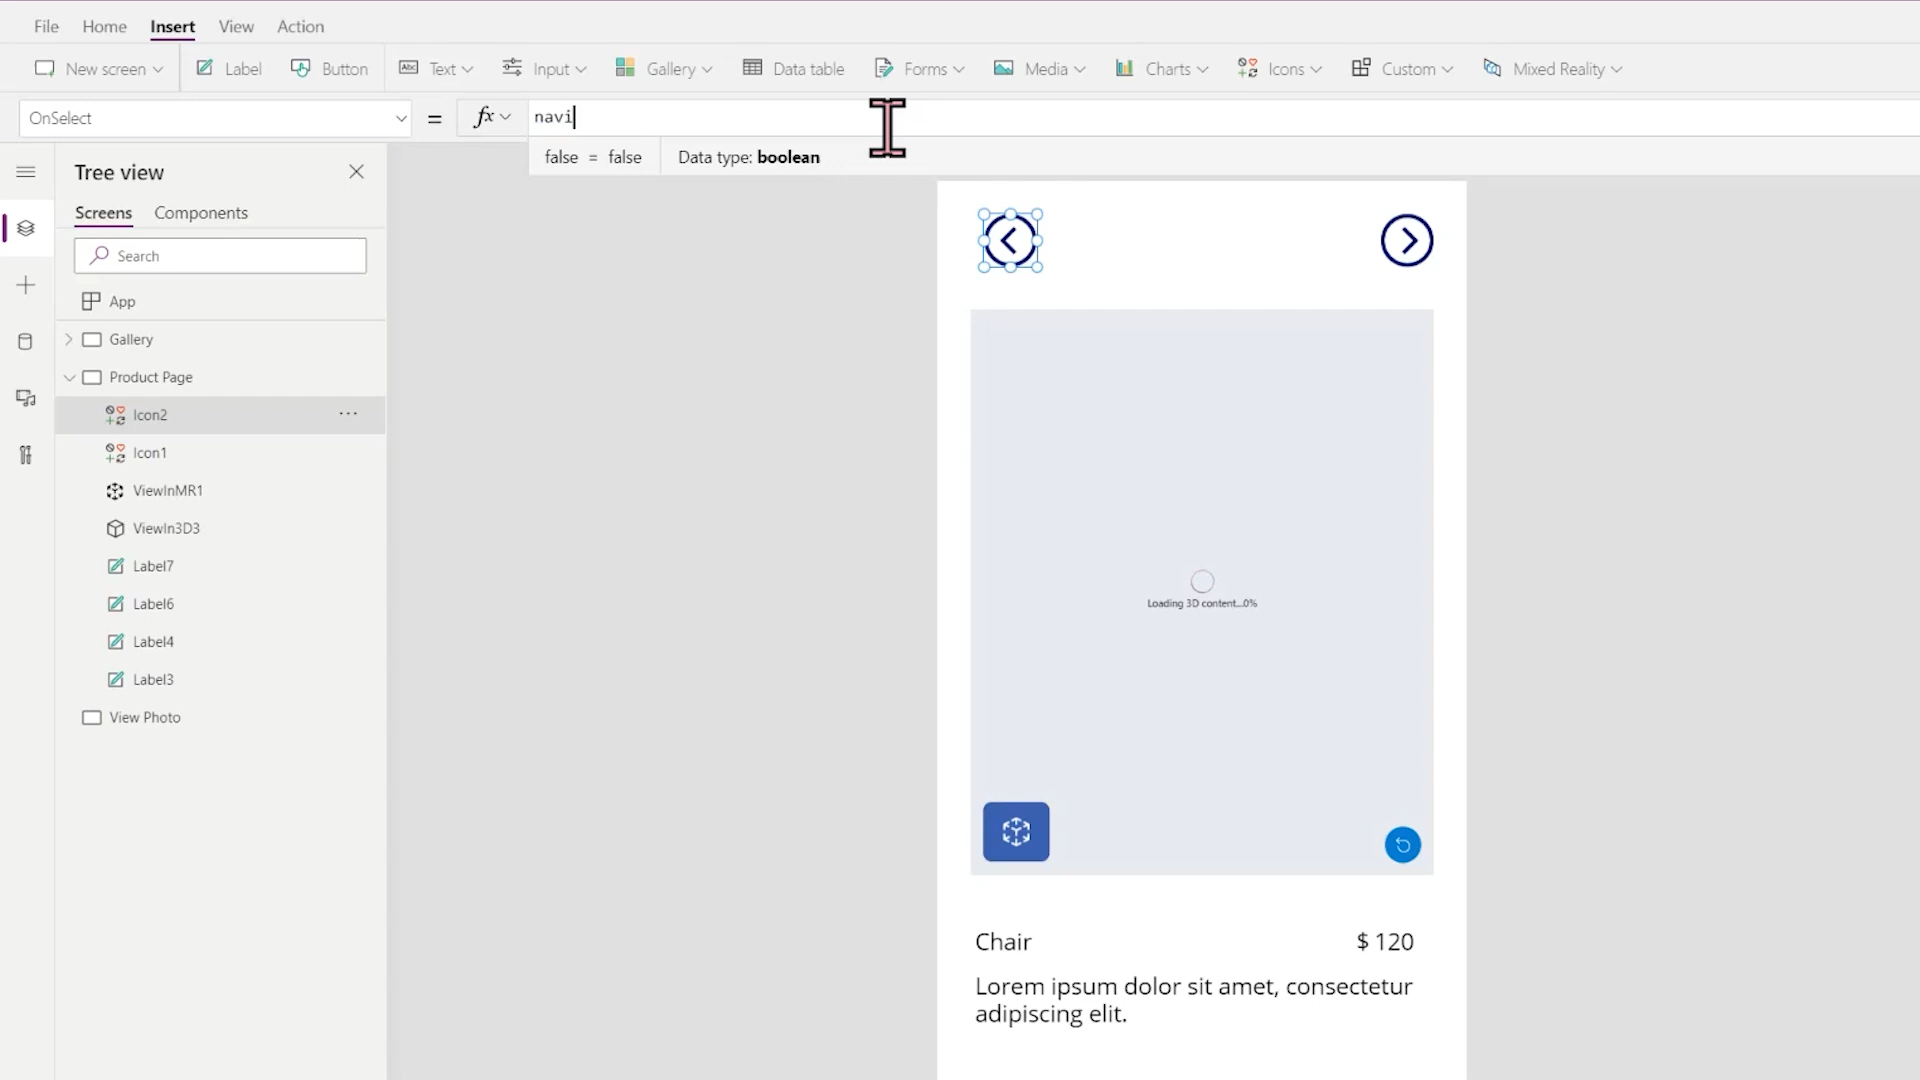 File Home Insert View Action
New screen Label Button Abc Text Input Gallery Data table Forms Media Charts Icons Custom Mixed Reality
OnSelect = fx navi
false = false Data type: boolean
Tree view
Screens Components
Search
App
Gallery
Product Page
Icon2 ...
Icon1
ViewInMR1
ViewIn3D3
Label7
Label6
Label4
Label3
View Photo
Loading 3D content...0%
Chair $ 120
Lorem ipsum dolor sit amet, consectetur
adipiscing elit.